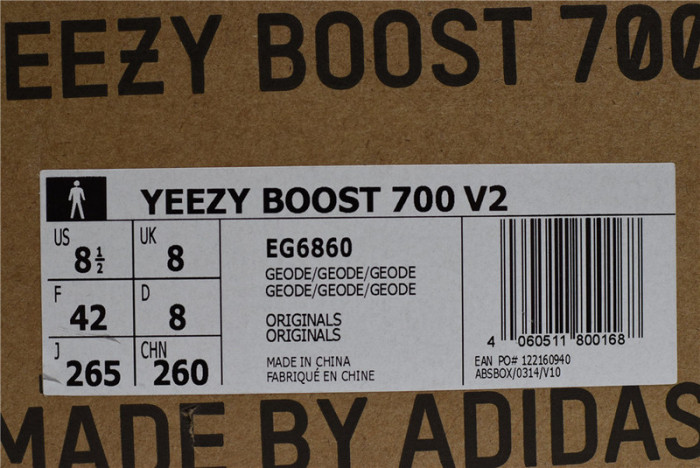 EEZY BOOST 700
YEEZY BOOST 700 V2
US 8½ UK 8
F 42 D 8
J 265 CHN 260
EG6860
GEODE/GEODE/GEODE
GEODE/GEODE/GEODE
ORIGINALS
ORIGINALS
MADE IN CHINA
FABRIQUÉ EN CHINE
4 060511 800168
EAN PO# 122160940
ABSBOX/0314/V10
MADE BY ADIDAS